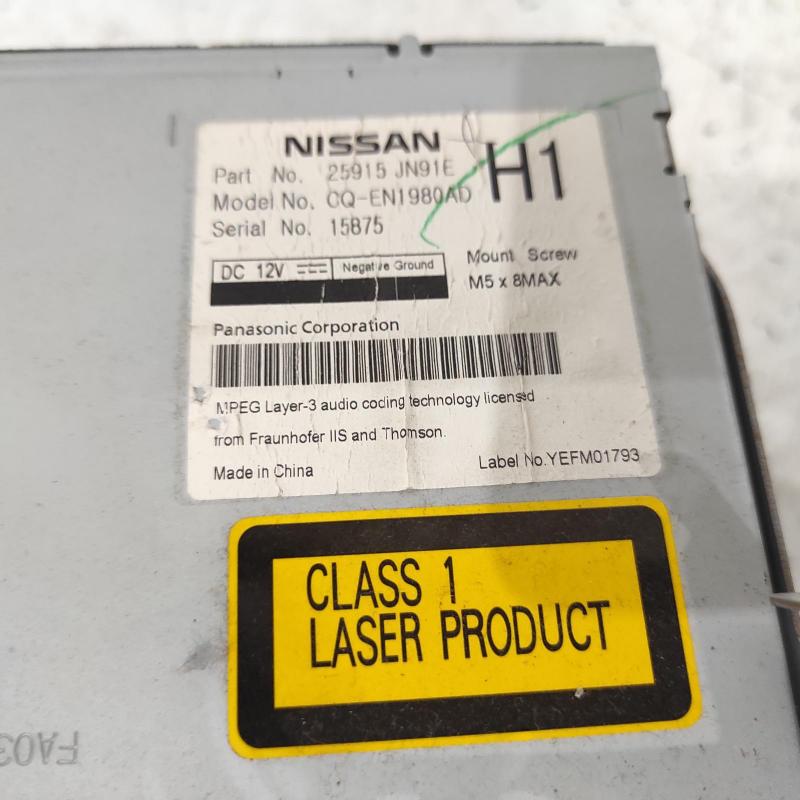 NISSAN
Part No. 25915 JN91E H1
Model No. CQ-EN1980AD
Serial No. 15875
DC 12V Negative Ground
Mount Screw
M5 x 8MAX
Panasonic Corporation
MPEG Layer-3 audio coding technology licensed
from Fraunhofer IIS and Thomson.
Made in China
Label No.YEFM01793
CLASS 1
LASER PRODUCT